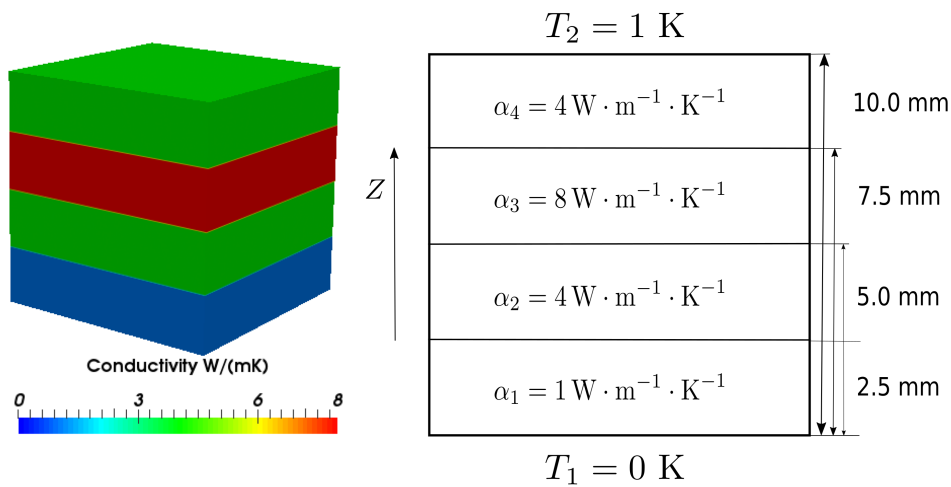 T₂ = 1 K
α₄ = 4 W · m⁻¹ · K⁻¹
10.0 mm
Z
α₃ = 8 W · m⁻¹ · K⁻¹
7.5 mm
α₂ = 4 W · m⁻¹ · K⁻¹
5.0 mm
α₁ = 1 W · m⁻¹ · K⁻¹
2.5 mm
T₁ = 0 K
Conductivity W/(mK)
0 3 6 8